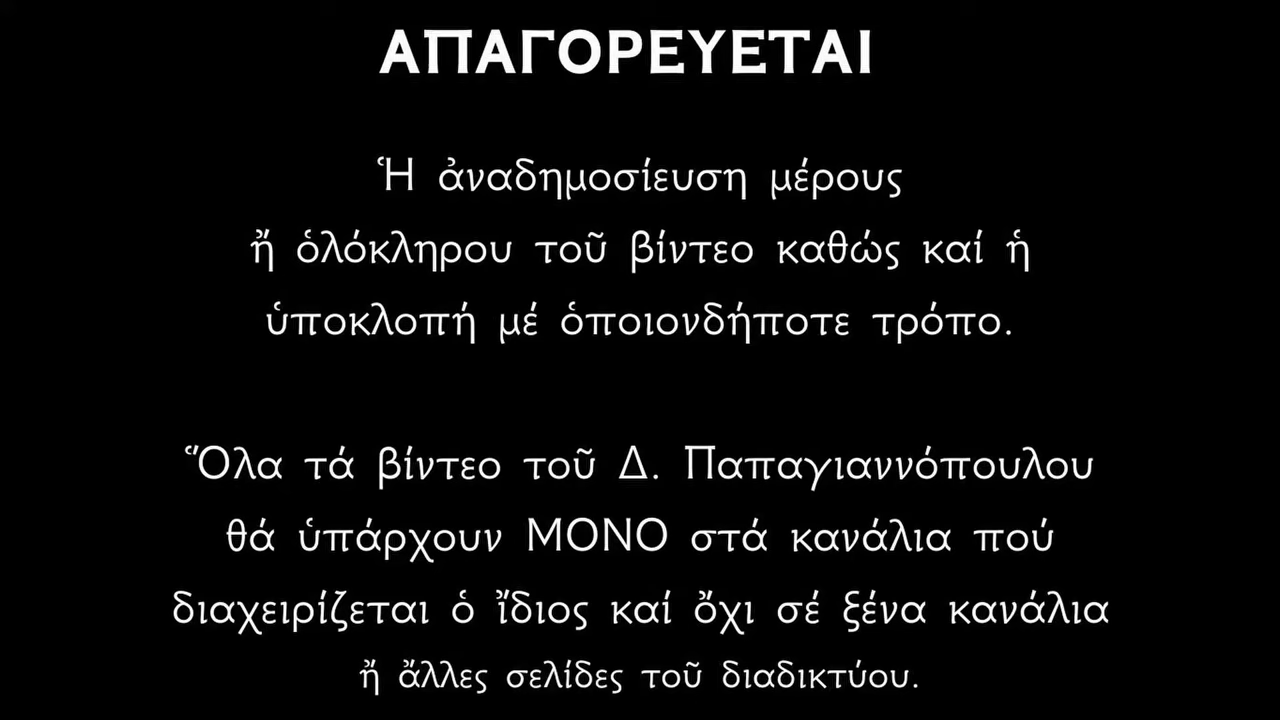 ΑΠΑΓΟΡΕΥΕΤΑΙ
Ἡ ἀναδημοσίευση μέρους
ἤ ὁλόκληρου τοῦ βίντεο καθώς καί ἡ
ὑποκλοπή μέ ὁποιονδήποτε τρόπο.
Ὅλα τά βίντεο τοῦ Δ. Παπαγιαννόπουλου
θά ὑπάρχουν ΜΟΝΟ στά κανάλια πού
διαχειρίζεται ὁ ἴδιος καί ὄχι σέ ξένα κανάλια
ἤ ἄλλες σελίδες τοῦ διαδικτύου.